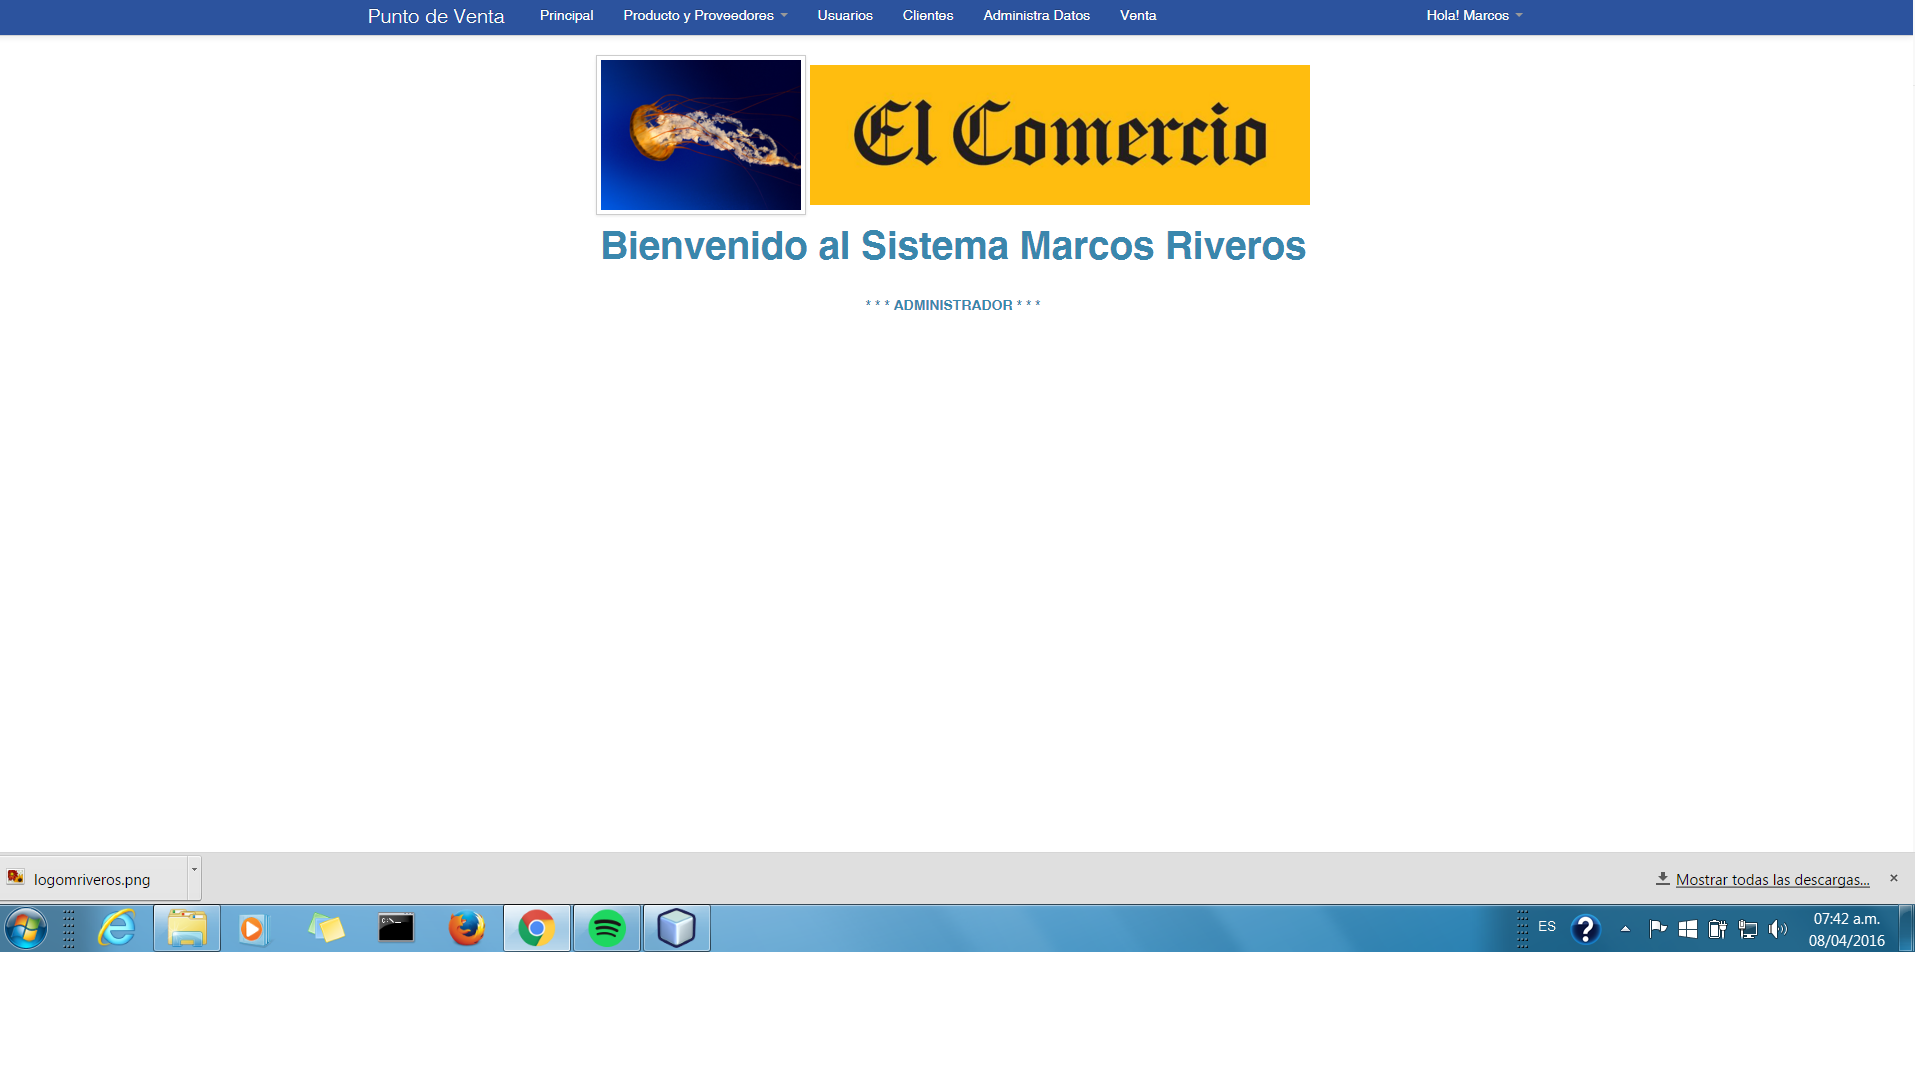 Punto de Venta Principal Producto y Proveedores Usuarios Clientes Administra Datos Venta Hola! Marcos
El Comercio
Bienvenido al Sistema Marcos Riveros
* * * ADMINISTRADOR * * *
logomriveros.png Mostrar todas las descargas...
ES 07:42 a.m.
08/04/2016